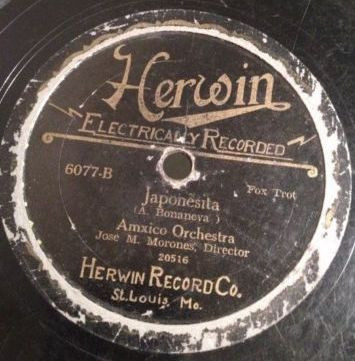 Herwin
ELECTRICALLY RECORDED
6077-B
Fox Trot
Japonesita
(A. Bonaneva)
Amxico Orchestra
Jose M. Morones, Director
20516
HERWIN RECORD CO.
St. Louis, Mo.